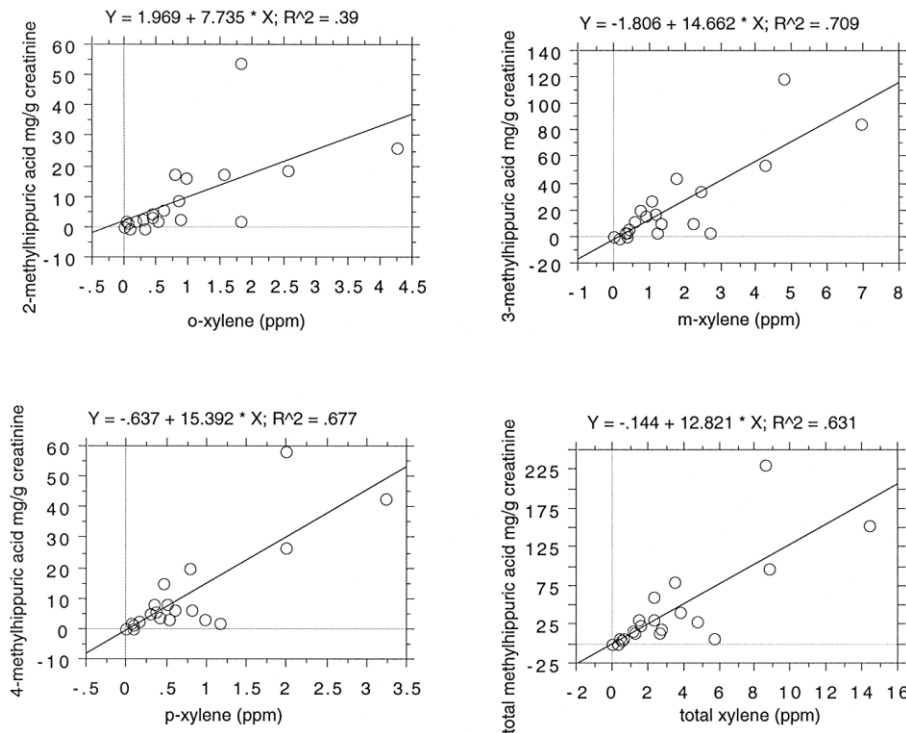 Y = 1.969 + 7.735 * X; R^2 = .39
2-methylhippuric acid mg/g creatinine
60
50
40
30
20
10
0
-10
-.5 0 .5 1 1.5 2 2.5 3 3.5 4 4.5
o-xylene (ppm)
Y = -1.806 + 14.662 * X; R^2 = .709
3-methylhippuric acid mg/g creatinine
140
120
100
80
60
40
20
0
-20
-1 0 1 2 3 4 5 6 7 8
m-xylene (ppm)
Y = -.637 + 15.392 * X; R^2 = .677
4-methylhippuric acid mg/g creatinine
60
50
40
30
20
10
0
-10
-.5 0 .5 1 1.5 2 2.5 3 3.5
p-xylene (ppm)
Y = -.144 + 12.821 * X; R^2 = .631
total methylhippuric acid mg/g creatinine
225
175
125
75
25
-25
-2 0 2 4 6 8 10 12 14 16
total xylene (ppm)